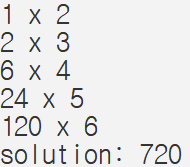 1 x 2
2 x 3
6 x 4
24 x 5
120 x 6
solution: 720